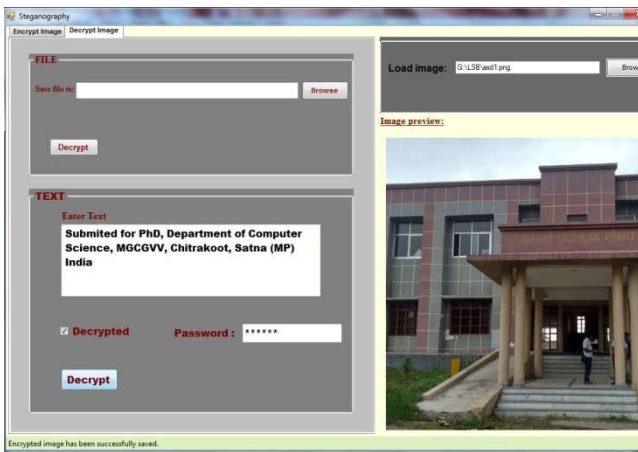 Steganography
Encrypt Image Decrypt Image
FILE
Save file to:
Browse
Decrypt
TEXT
Enter Text
Submited for PhD, Department of Computer
Science, MGCGVV, Chitrakoot, Satna (MP)
India
Decrypted
Password : ******
Decrypt
Load image: G:\LSB\asd1.png
Brow
Image preview:
Encrypted image has been successfully saved.